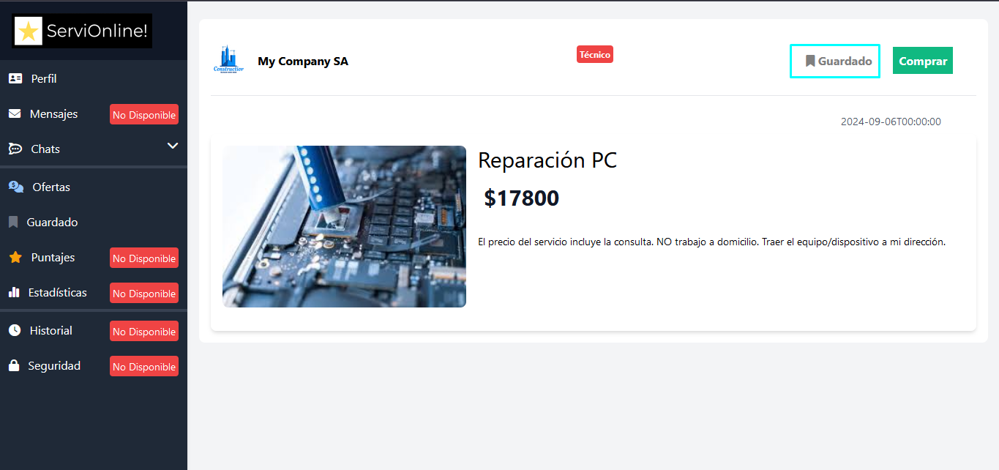 ServiOnline!
Perfil
Mensajes No Disponible
Chats
Ofertas
Guardado
Puntajes No Disponible
Estadísticas No Disponible
Historial No Disponible
Seguridad No Disponible
Construction
My Company SA
Técnico
Guardado
Comprar
2024-09-06T00:00:00
Reparación PC
$17800
El precio del servicio incluye la consulta. NO trabajo a domicilio. Traer el equipo/dispositivo a mi dirección.